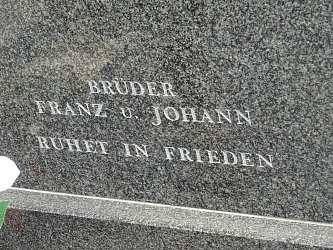 BRÜDER
FRANZ U. JOHANN
RUHET IN FRIEDEN